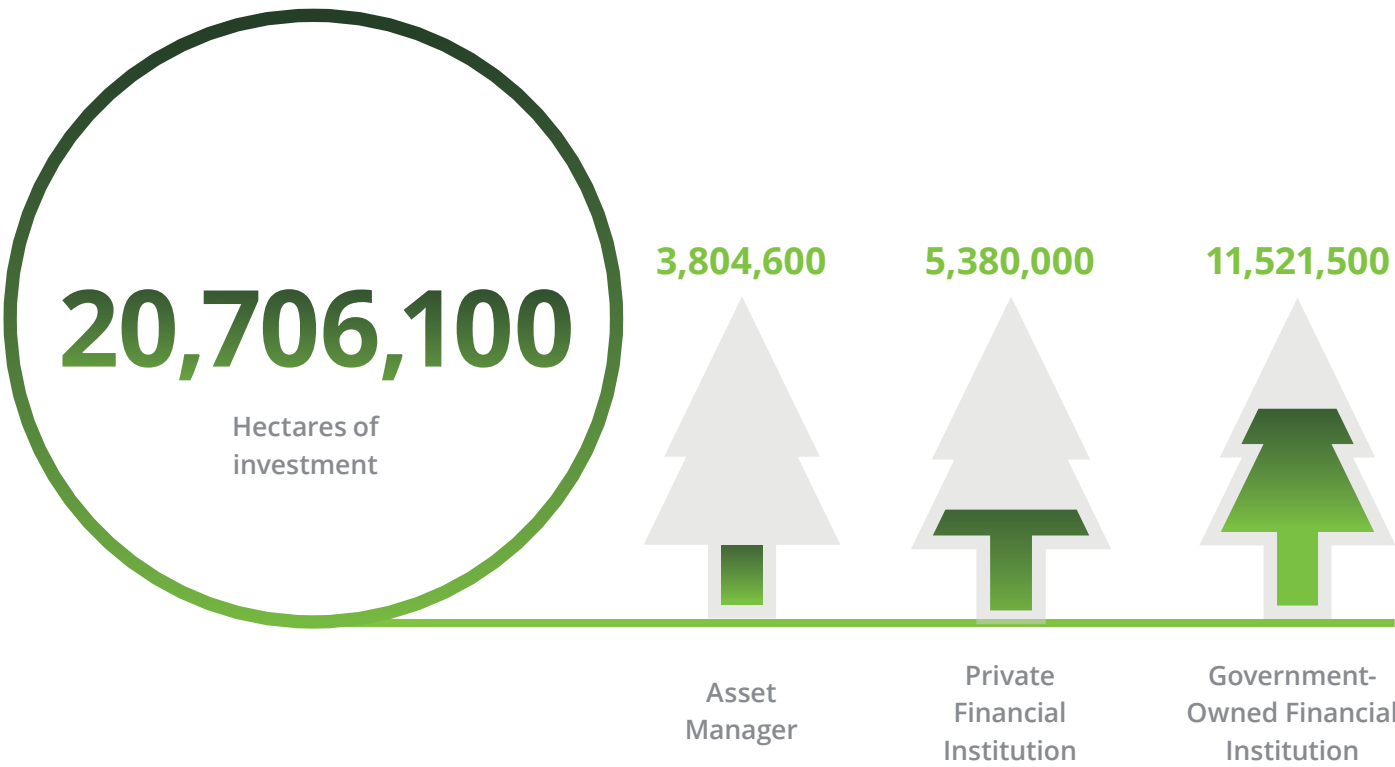 20,706,100
Hectares of
investment
3,804,600
5,380,000
11,521,500
Asset
Manager
Private
Financial
Institution
Government-
Owned Financial
Institution